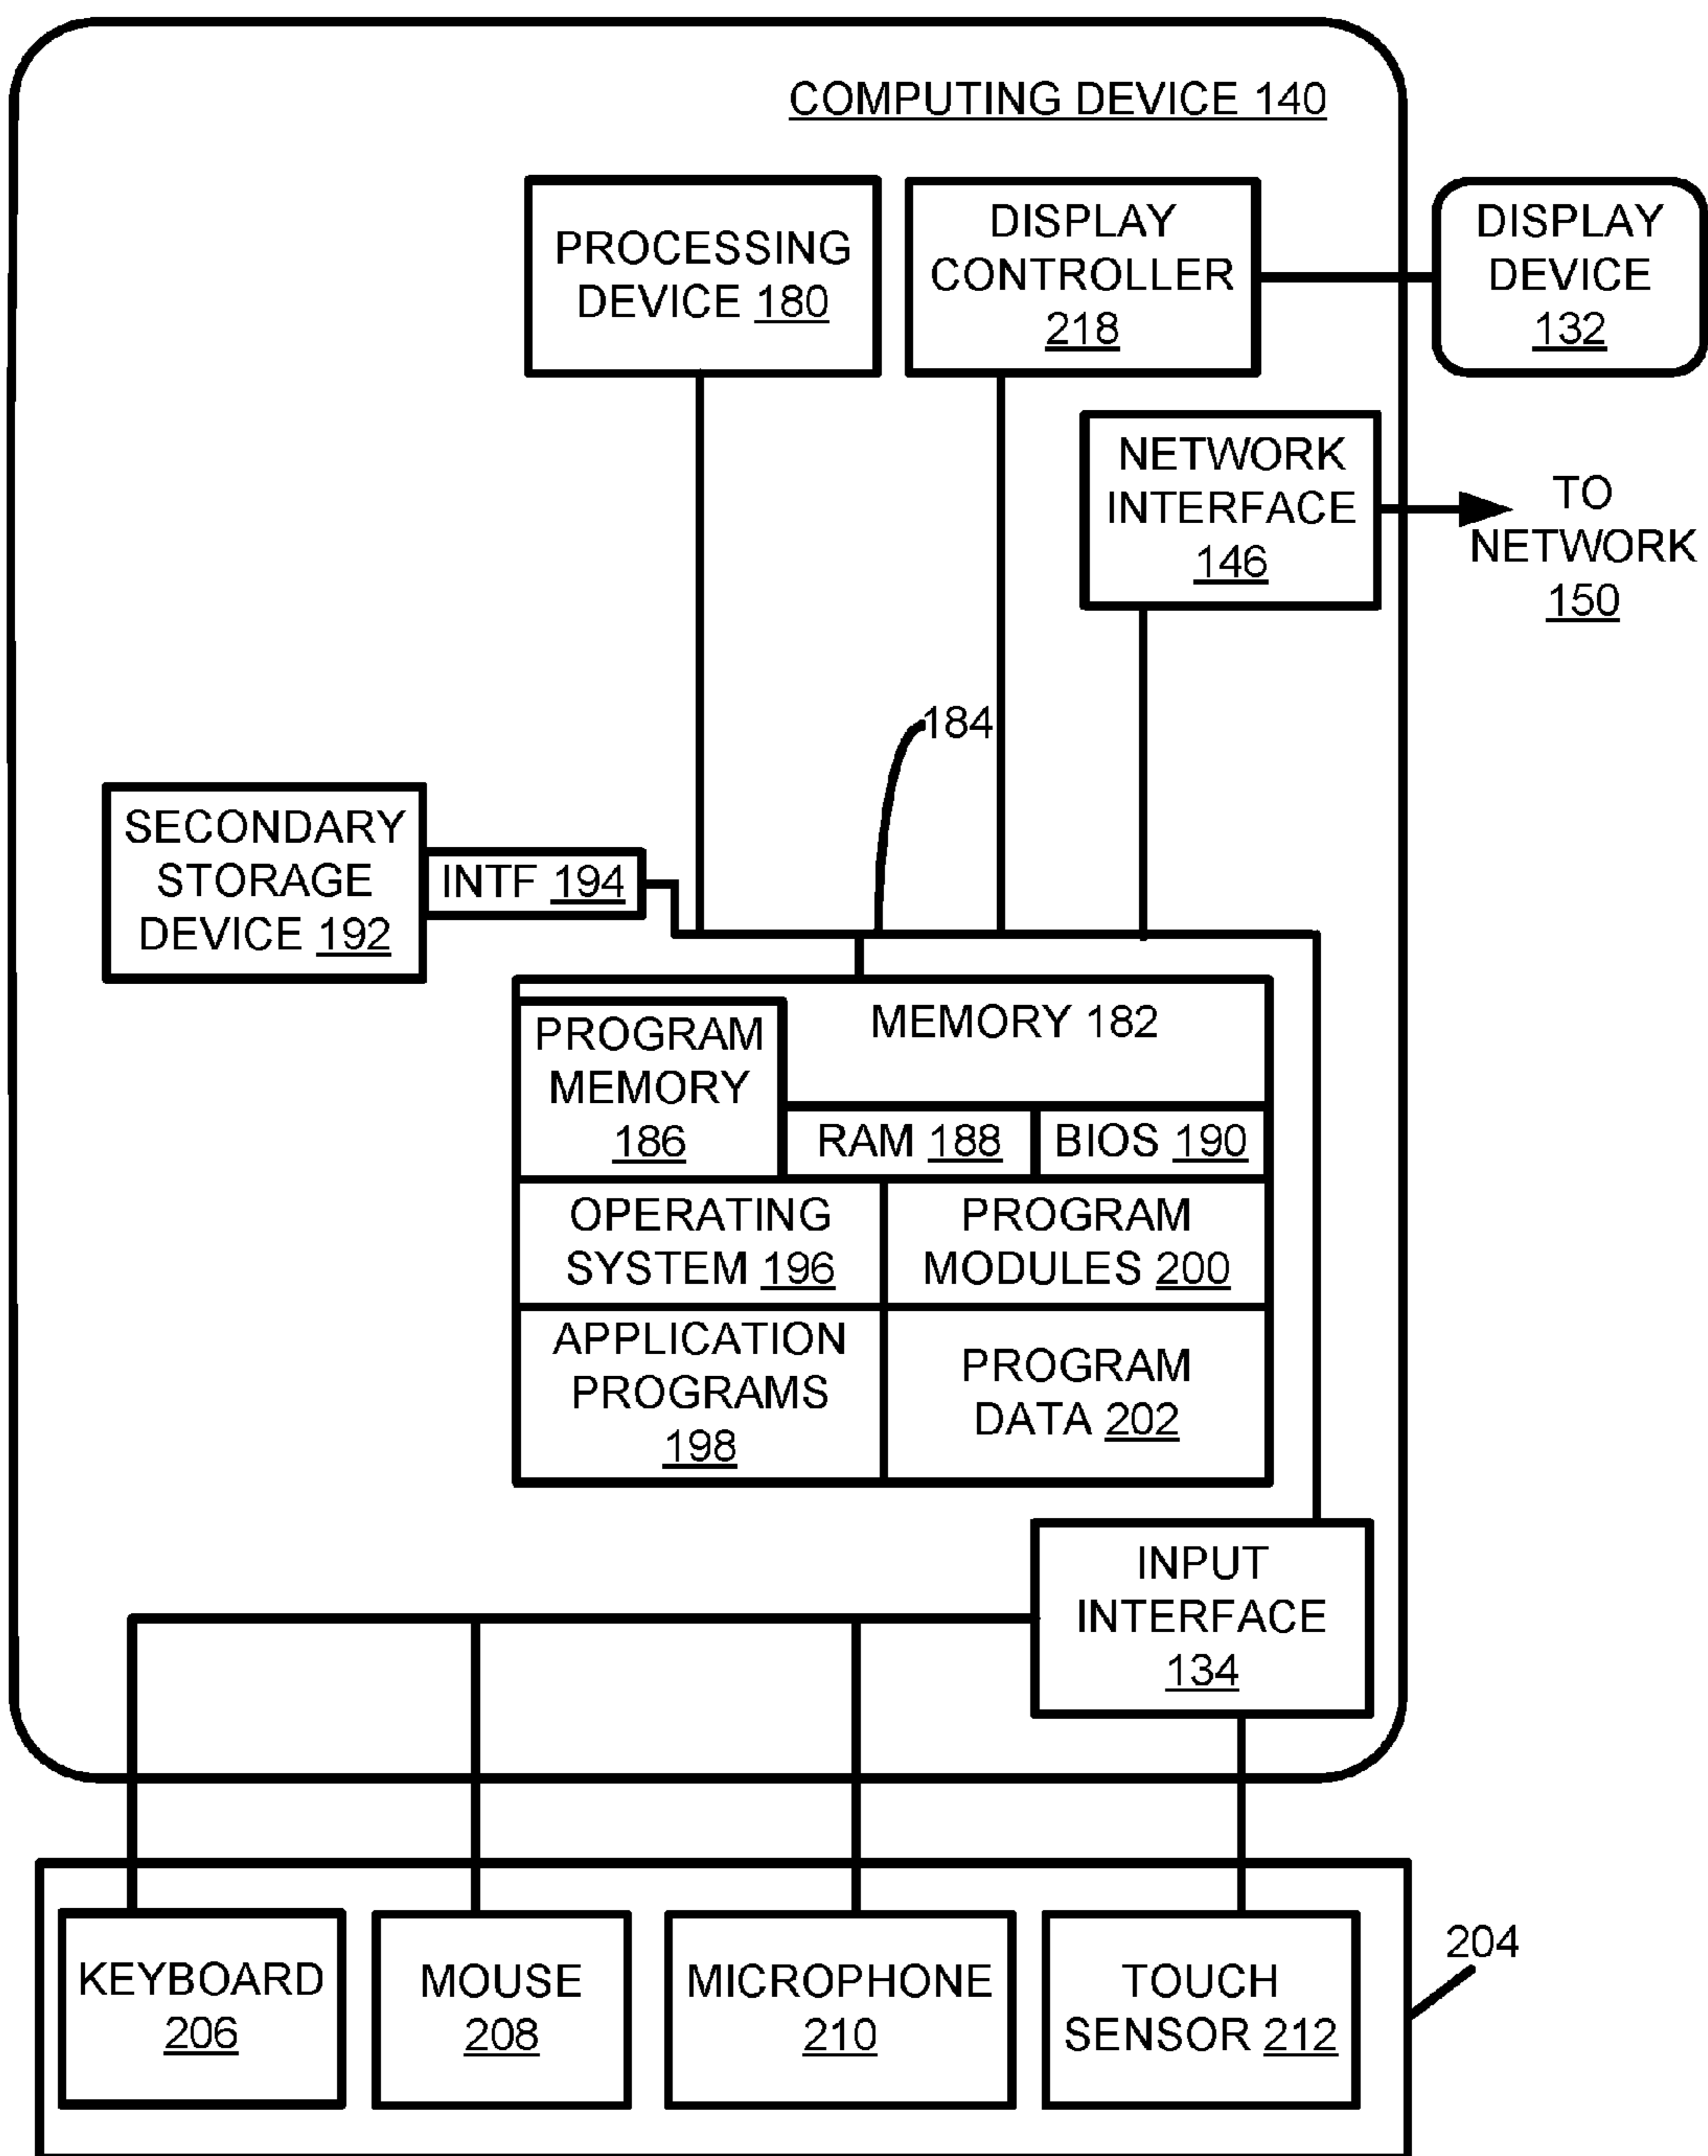 COMPUTING DEVICE 140
PROCESSING
DEVICE 180
DISPLAY
CONTROLLER
218
DISPLAY
DEVICE
132
NETWORK
INTERFACE
146
TO
NETWORK
150
184
SECONDARY
STORAGE
DEVICE 192
INTF 194
MEMORY 182
PROGRAM
MEMORY
186
RAM 188
BIOS 190
OPERATING
SYSTEM 196
PROGRAM
MODULES 200
APPLICATION
PROGRAMS
198
PROGRAM
DATA 202
INPUT
INTERFACE
134
204
KEYBOARD
206
MOUSE
208
MICROPHONE
210
TOUCH
SENSOR 212